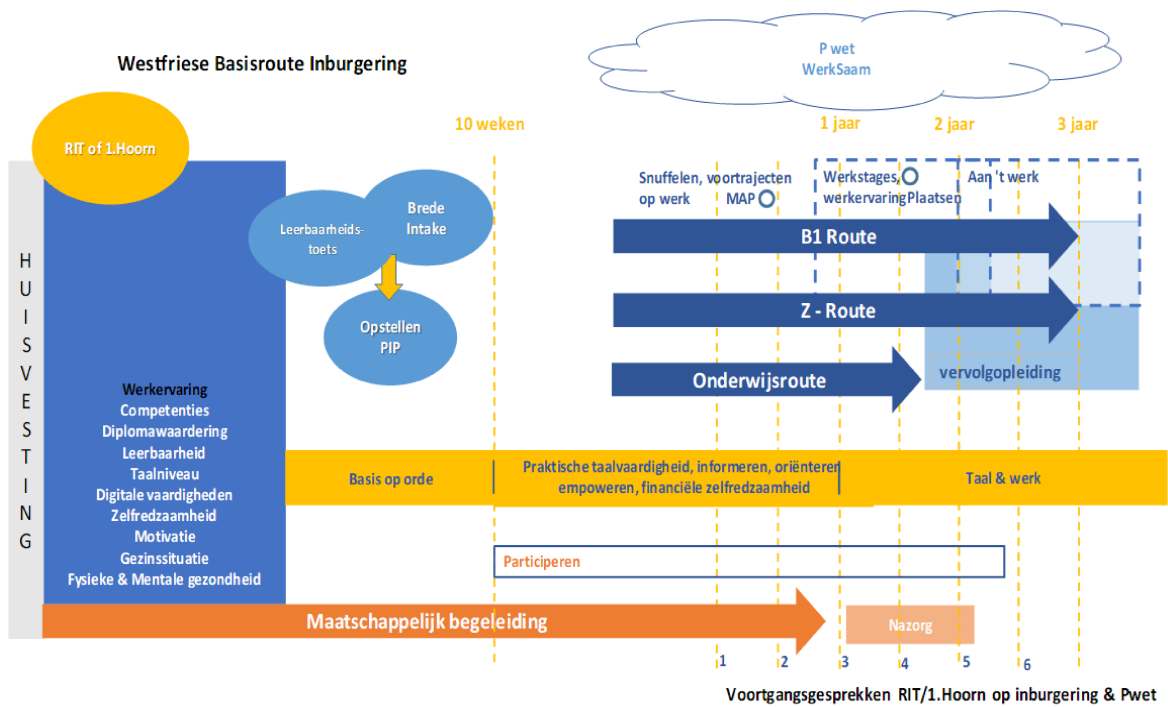 Westfriese Basisroute Inburgering
P wet
WerkSaam
RIT of 1.Hoorn
10 weken
1 jaar
2 jaar
3 jaar
Snuffelen, voortrajecten
op werk MAP
Werkstages,
werkervaringPlaatsen
Aan 't werk
Leerbaarheids-
toets
Brede
Intake
Opstellen
PIP
B1 Route
Z - Route
Onderwijsroute
vervolgopleiding
HUISVESTING
Werkervaring
Competenties
Diplomawaardering
Leerbaarheid
Taalniveau
Digitale vaardigheden
Zelfredzaamheid
Motivatie
Gezinssituatie
Fysieke & Mentale gezondheid
Basis op orde
Praktische taalvaardigheid, informeren, oriënteren
empoweren, financiële zelfredzaamheid
Taal & werk
Participeren
Maatschappelijk begeleiding
Nazorg
1 2 3 4 5 6
Voortgangsgesprekken RIT/1.Hoorn op inburgering & Pwet